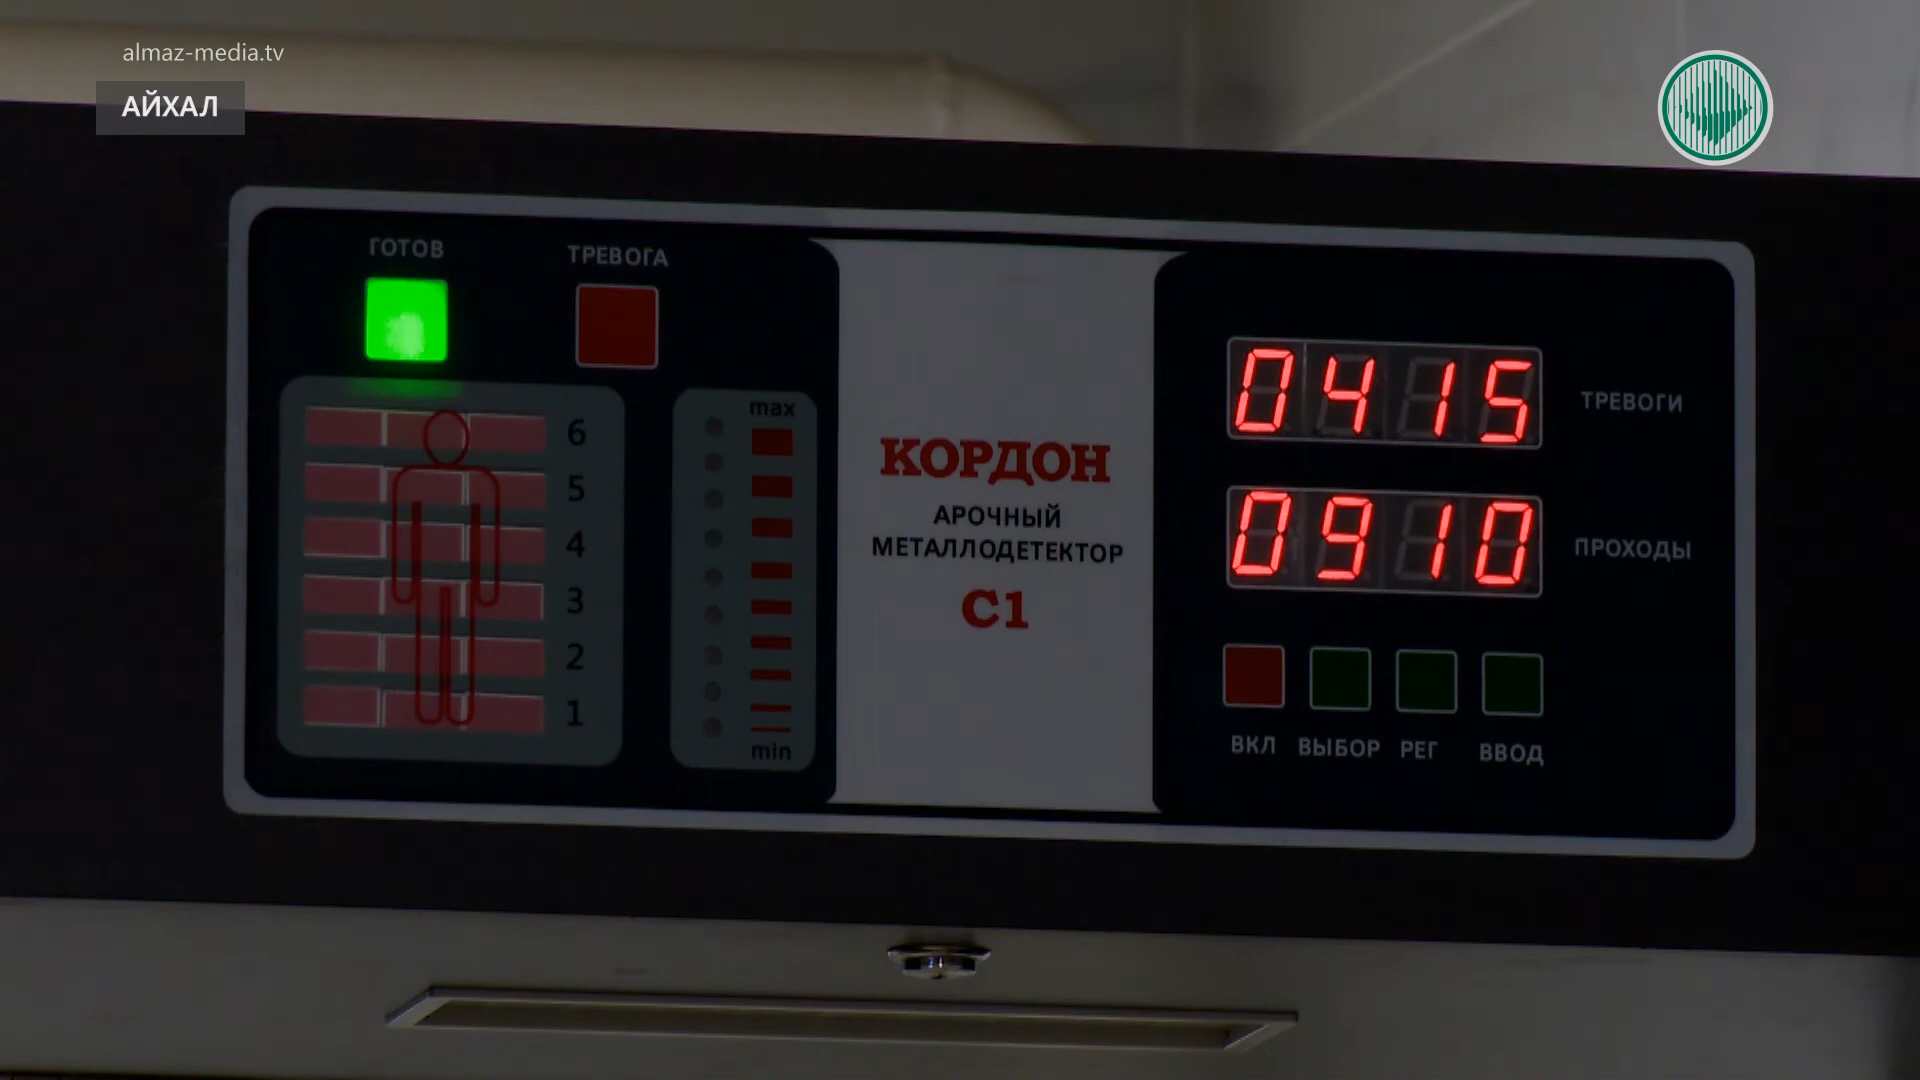 almaz-media.tv
АЙХАЛ
ГОТОВ
ТРЕВОГА
6
5
4
3
2
1
max
min
КОРДОН
АРОЧНЫЙ
МЕТАЛЛОДЕТЕКТОР
С1
0415
ТРЕВОГИ
0910
ПРОХОДЫ
ВКЛ ВЫБОР РЕГ ВВОД